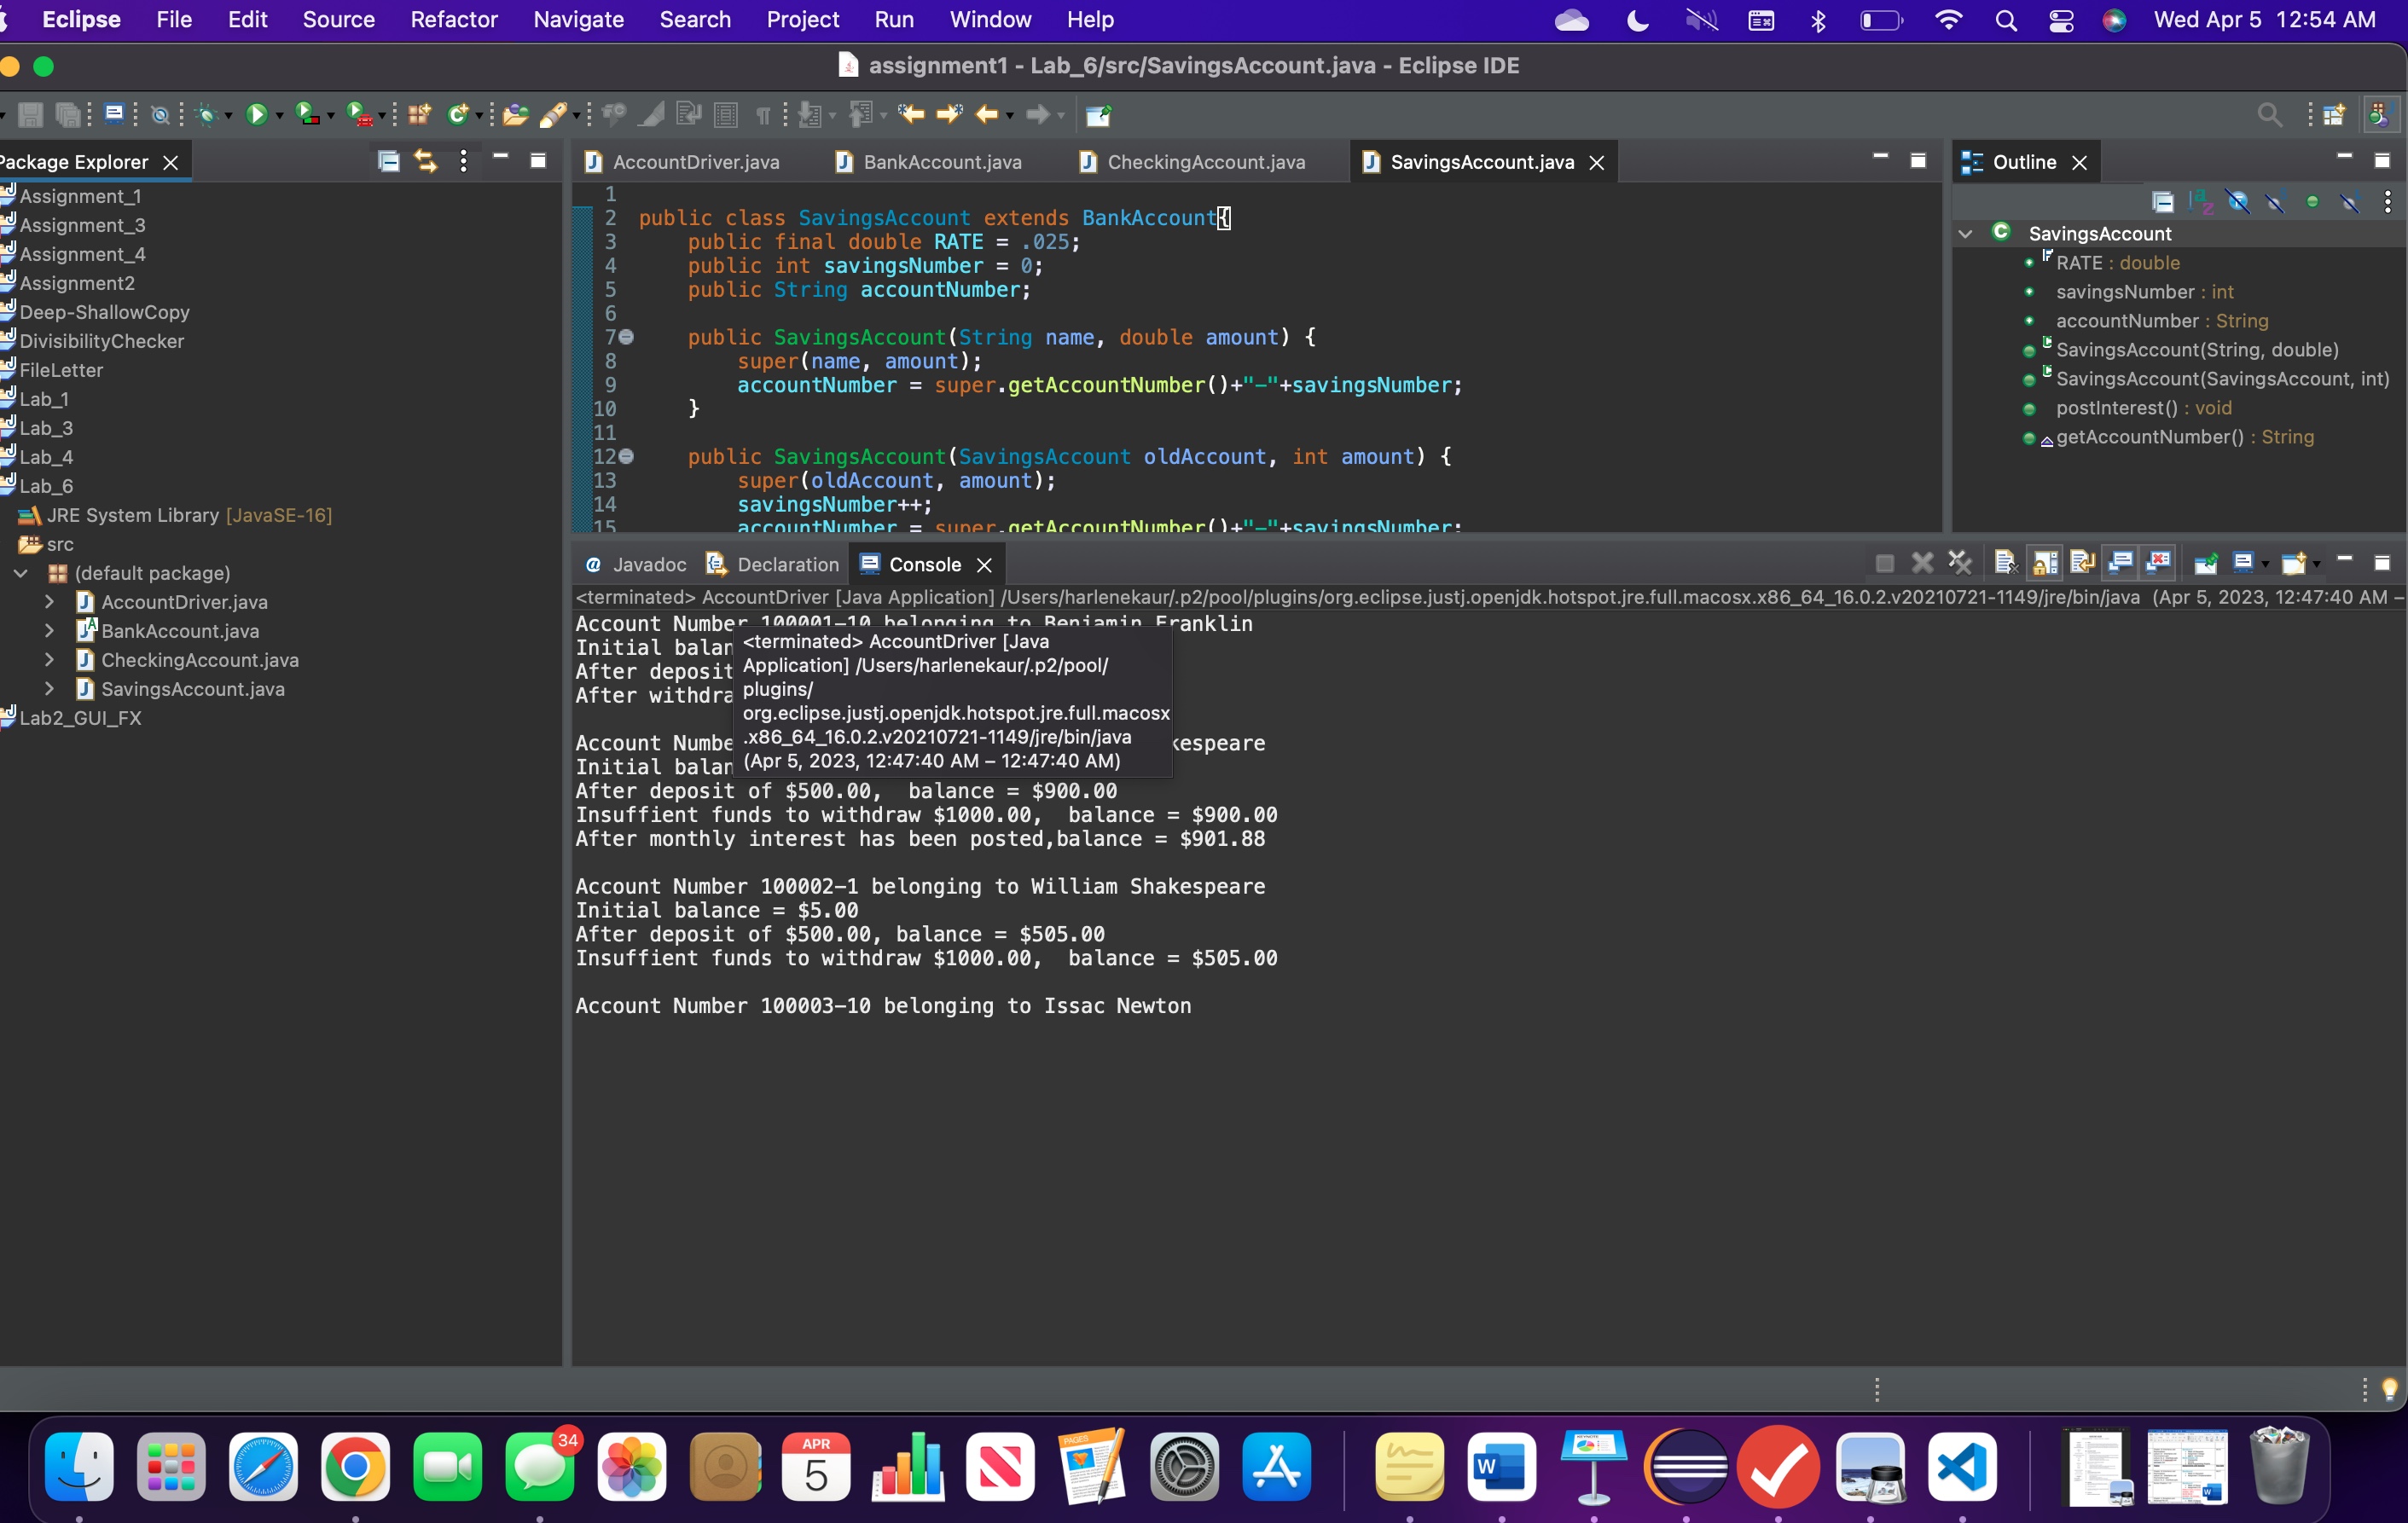 Eclipse File Edit Source Refactor Navigate Search Project Run Window Help Wed Apr 5 12:54 AM
assignment1 - Lab_6/src/SavingsAccount.java - Eclipse IDE
Package Explorer
Assignment_1
Assignment_3
Assignment_4
Assignment2
Deep-ShallowCopy
DivisibilityChecker
FileLetter
Lab_1
Lab_3
Lab_4
Lab_6
JRE System Library [JavaSE-16]
src
(default package)
AccountDriver.java
BankAccount.java
CheckingAccount.java
SavingsAccount.java
Lab2_GUI_FX
AccountDriver.java BankAccount.java CheckingAccount.java SavingsAccount.java
1
2 public class SavingsAccount extends BankAccount{
3 public final double RATE = .025;
4 public int savingsNumber = 0;
5 public String accountNumber;
6
7 public SavingsAccount(String name, double amount) {
8 super(name, amount);
9 accountNumber = super.getAccountNumber()+"-"+savingsNumber;
10 }
11
12 public SavingsAccount(SavingsAccount oldAccount, int amount) {
13 super(oldAccount, amount);
14 savingsNumber++;
15 accountNumber = super.getAccountNumber()+"-"+savingsNumber;
Outline
SavingsAccount
RATE : double
savingsNumber : int
accountNumber : String
SavingsAccount(String, double)
SavingsAccount(SavingsAccount, int)
postInterest() : void
getAccountNumber() : String
Javadoc Declaration Console
<terminated> AccountDriver [Java Application] /Users/harlenekaur/.p2/pool/plugins/org.eclipse.justj.openjdk.hotspot.jre.full.macosx.x86_64_16.0.2.v20210721-1149/jre/bin/java (Apr 5, 2023, 12:47:40 AM –
Account Number 100001-10 belonging to Benjamin Franklin
Initial balan
After deposit
After withdra
<terminated> AccountDriver [Java
Application] /Users/harlenekaur/.p2/pool/
plugins/
org.eclipse.justj.openjdk.hotspot.jre.full.macosx
.x86_64_16.0.2.v20210721-1149/jre/bin/java
(Apr 5, 2023, 12:47:40 AM – 12:47:40 AM)
Account Numbe kespeare
Initial balan
After deposit of $500.00, balance = $900.00
Insuffient funds to withdraw $1000.00, balance = $900.00
After monthly interest has been posted,balance = $901.88
Account Number 100002-1 belonging to William Shakespeare
Initial balance = $5.00
After deposit of $500.00, balance = $505.00
Insuffient funds to withdraw $1000.00, balance = $505.00
Account Number 100003-10 belonging to Issac Newton
34
APR
5
PAGES